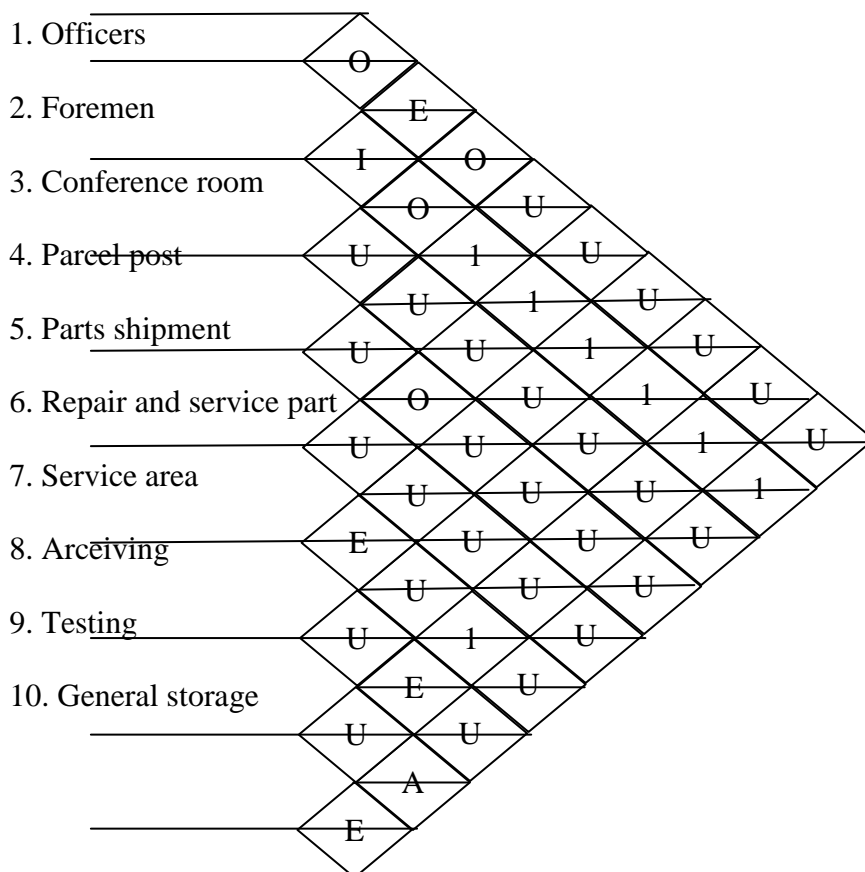 1. Officers
O
2. Foremen E
I O
3. Conference room
O U
4. Parcel post U 1 U
U 1 U
5. Parts shipment
U U 1 U
6. Repair and service part O U 1 U
U U U 1 U
7. Service area
U U U 1
8. Arceiving E U U U
U U U
9. Testing
U 1 U
10. General storage E U
U U
A
E